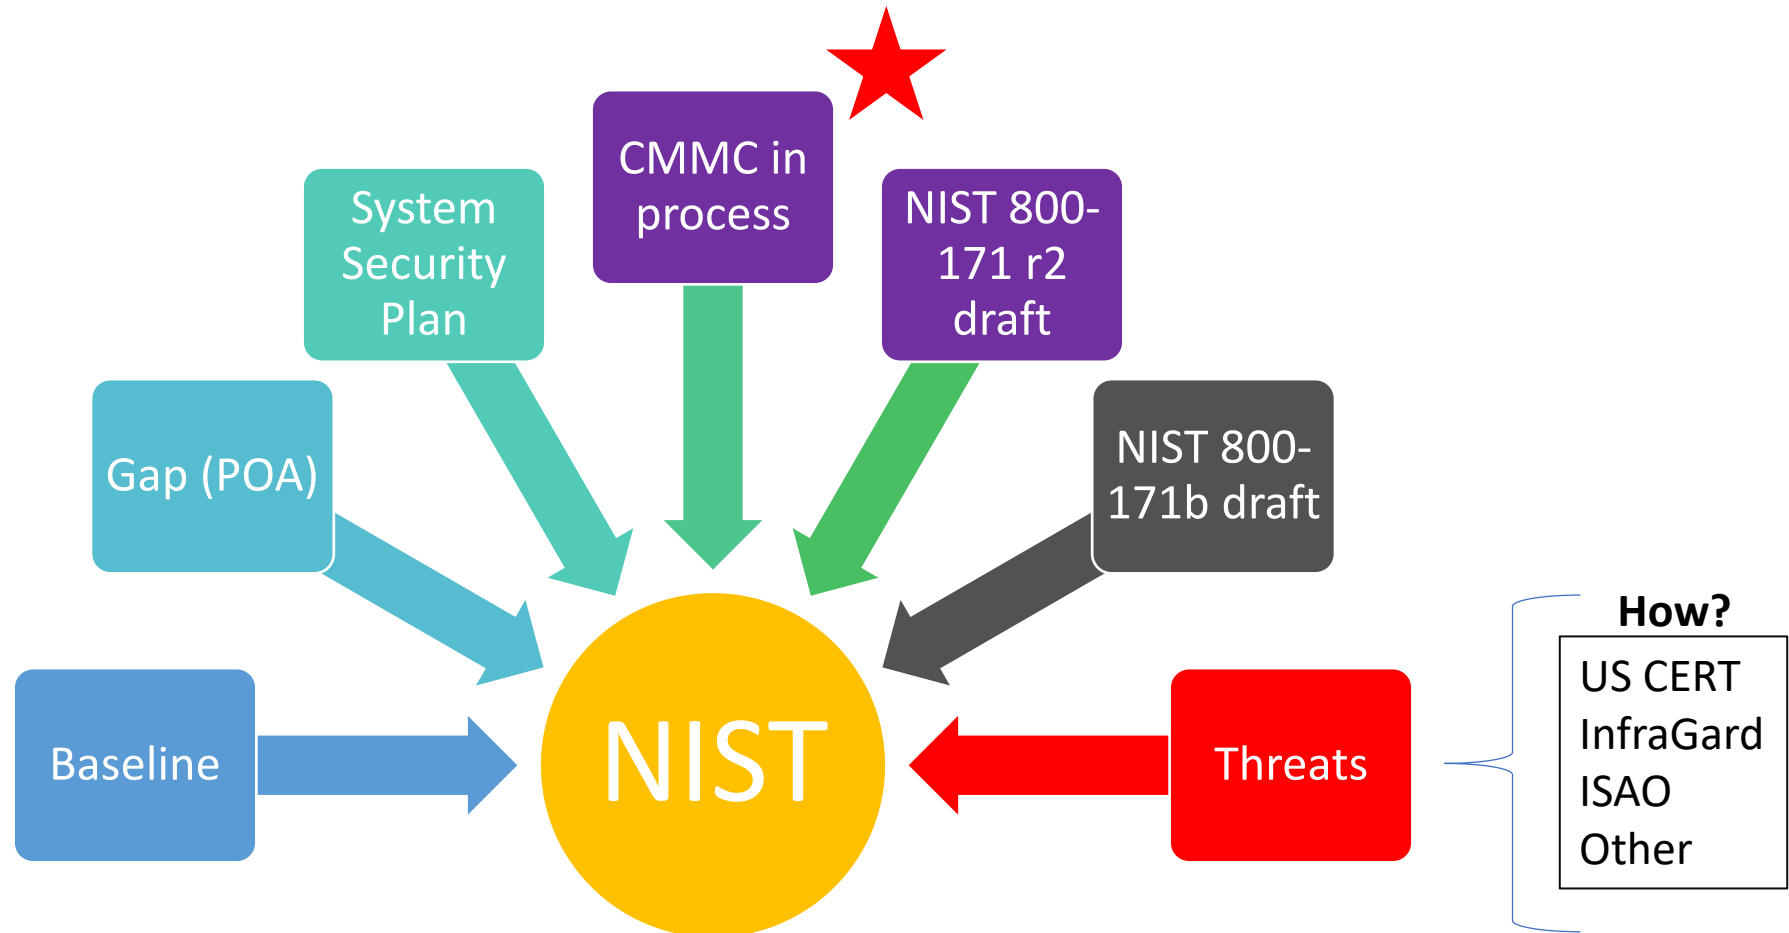 CMMC in
process
System
Security
Plan
NIST 800-
171 r2
draft
Gap (POA)
NIST 800-
171b draft
Baseline
NIST
Threats
How?
US CERT
InfraGard
ISAO
Other